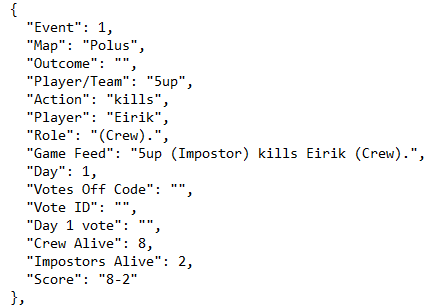 {
"Event": 1,
"Map": "Polus",
"Outcome": "",
"Player/Team": "5up",
"Action": "kills",
"Player": "Eirik",
"Role": "(Crew).",
"Game Feed": "5up (Impostor) kills Eirik (Crew).",
"Day": 1,
"Votes Off Code": "",
"Vote ID": "",
"Day 1 vote": "",
"Crew Alive": 8,
"Impostors Alive": 2,
"Score": "8-2"
},